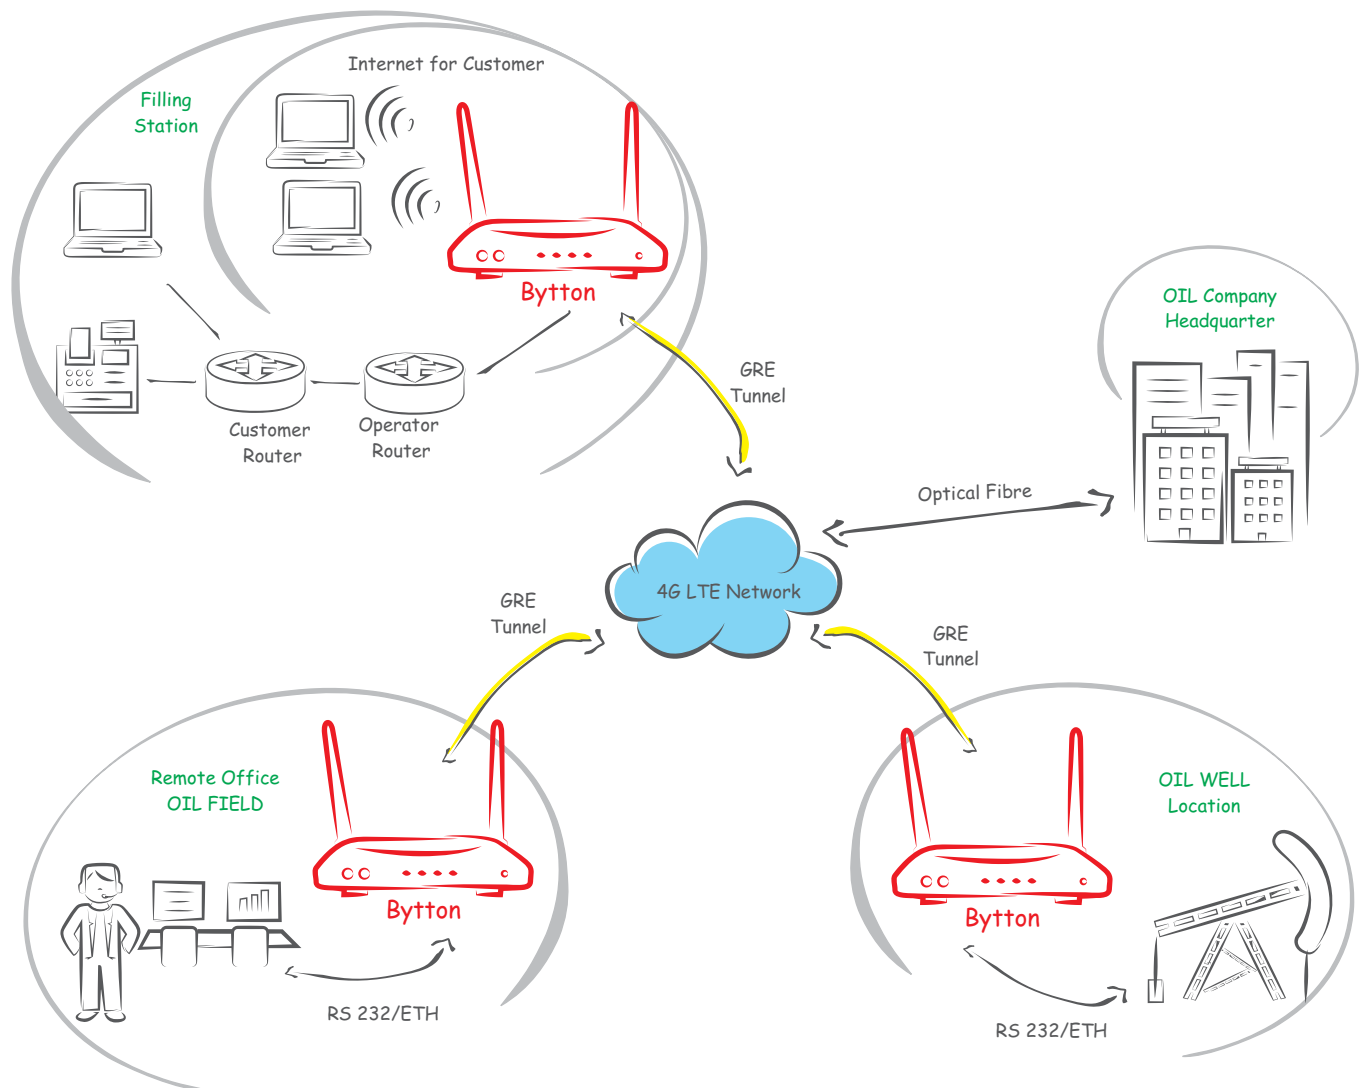 Internet for Customer
Filling
Station
Bytton
Customer
Router
Operator
Router
GRE
Tunnel
OIL Company
Headquarter
Optical Fibre
4G LTE Network
GRE
Tunnel
GRE
Tunnel
Remote Office
OIL FIELD
Bytton
RS 232/ETH
OIL WELL
Location
Bytton
RS 232/ETH